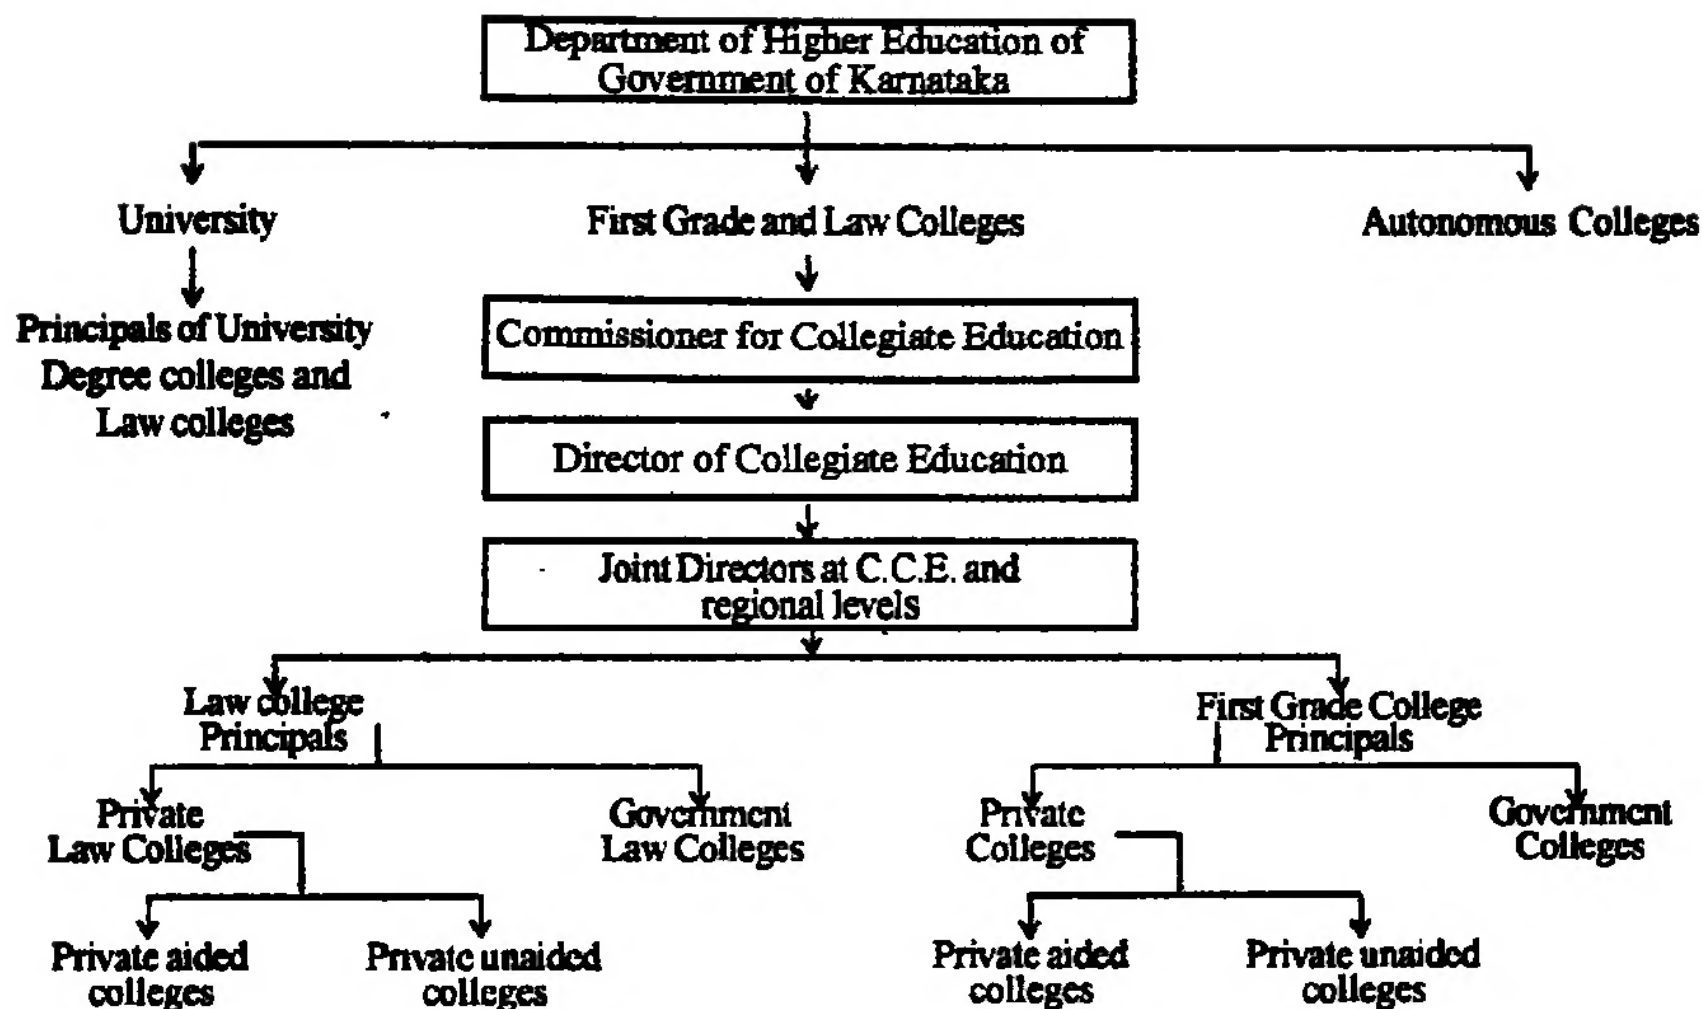 Department of Higher Education of
Government of Karnataka
University
First Grade and Law Colleges
Autonomous Colleges
Principals of University
Degree colleges and
Law colleges
Commissioner for Collegiate Education
Director of Collegiate Education
Joint Directors at C.C.E. and
regional levels
Law college
Principals
First Grade College
Principals
Private
Law Colleges
Government
Law Colleges
Private
Colleges
Government
Colleges
Private aided
colleges
Private unaided
colleges
Private aided
colleges
Private unaided
colleges